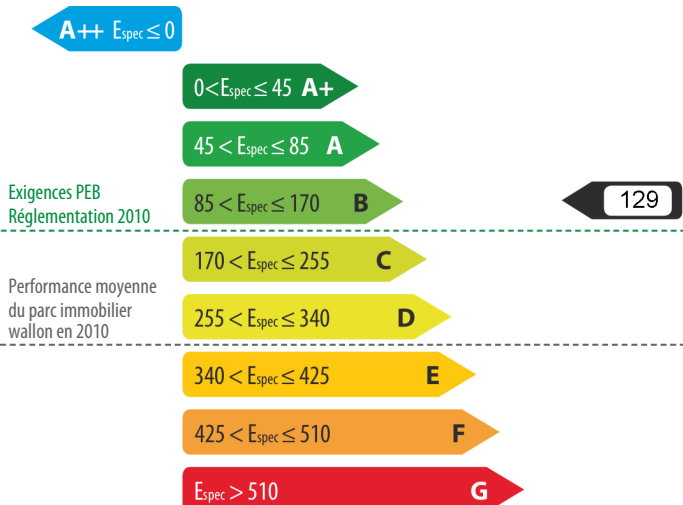 A++ Espec ≤ 0
0<Espec ≤ 45 A+
45 < Espec ≤ 85 A
Exigences PEB
Réglementation 2010
85 < Espec ≤ 170 B
129
170 < Espec ≤ 255 C
Performance moyenne
du parc immobilier
wallon en 2010
255 < Espec ≤ 340 D
340 < Espec ≤ 425 E
425 < Espec ≤ 510 F
Espec > 510 G